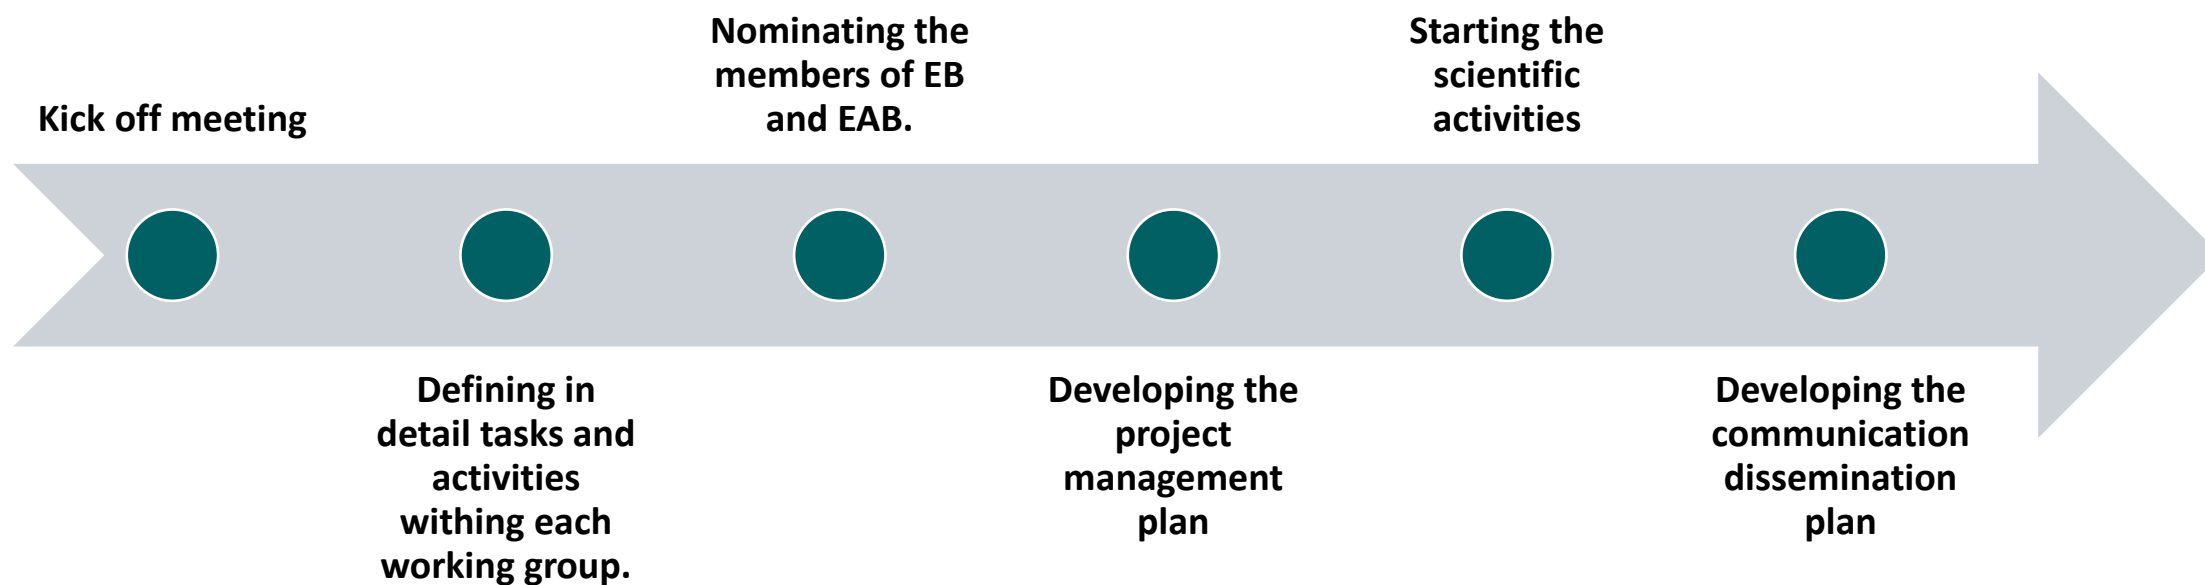 Kick off meeting
Defining in
detail tasks and
activities
withing each
working group.
Nominating the
members of EB
and EAB.
Developing the
project
management
plan
Starting the
scientific
activities
Developing the
communication
dissemination
plan